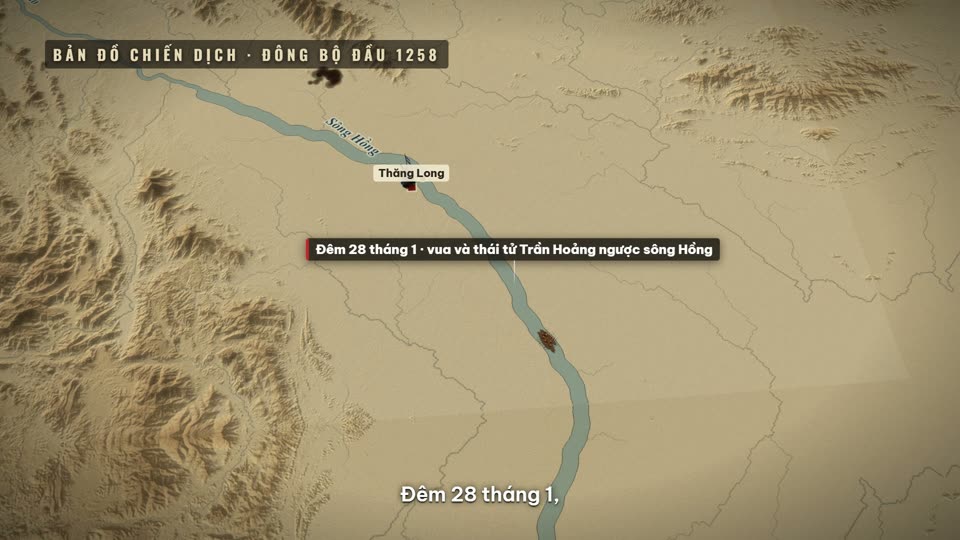 BẢN ĐỒ CHIẾN DỊCH · ĐÔNG BỘ ĐẦU 1258
Sông Hồng
Thăng Long
Đêm 28 tháng 1 · vua và thái tử Trần Hoảng ngược sông Hồng
Đêm 28 tháng 1,